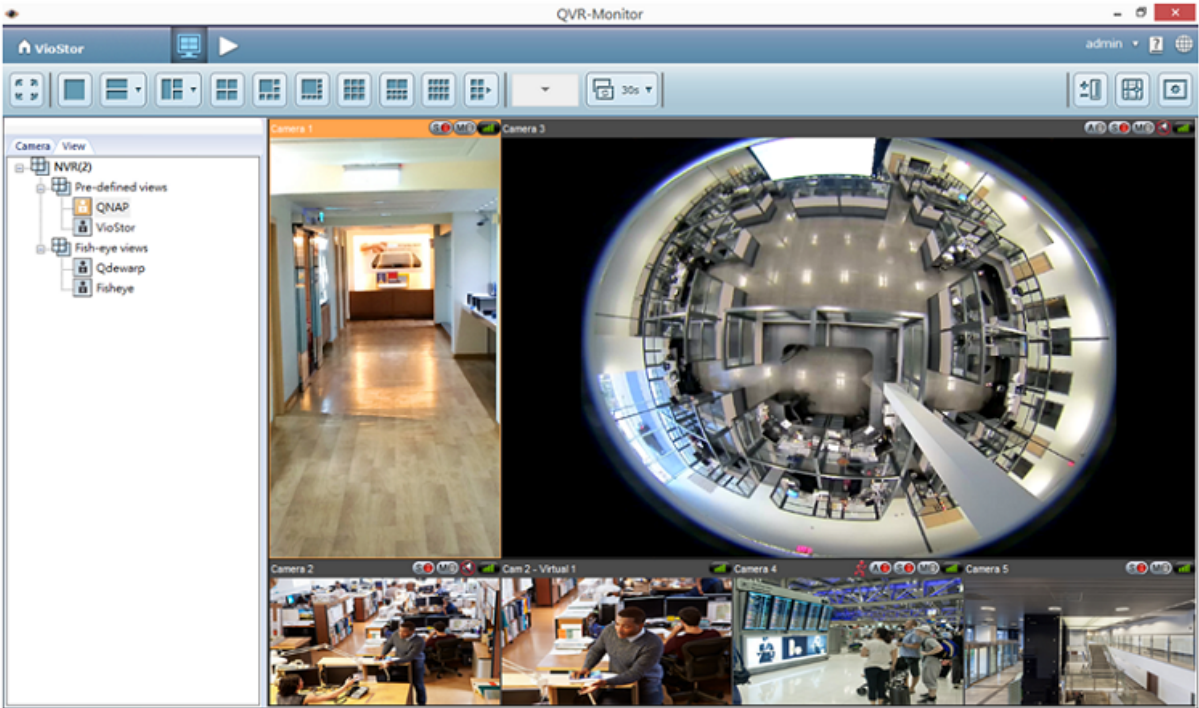 QVR-Monitor
VioStor
admin
?
30s
Camera View
NVR(2)
Pre-defined views
QNAP
VioStor
Fish-eye views
Qdewarp
Fisheye
Camera 1
Camera 3
Camera 2
Cam 2 - Virtual 1
Camera 4
Camera 5